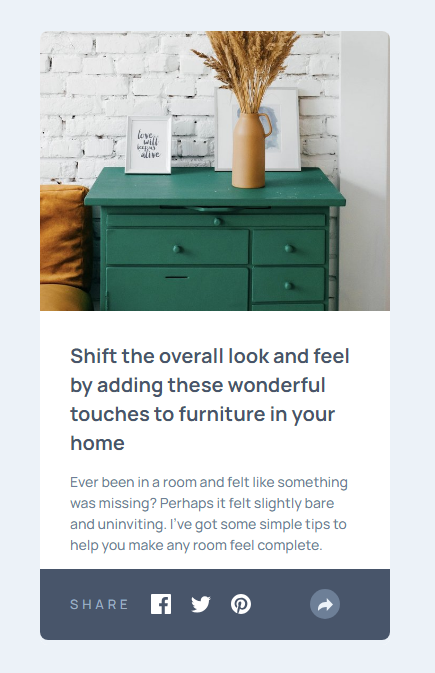 love
will
keep us
alive
Shift the overall look and feel
by adding these wonderful
touches to furniture in your
home
Ever been in a room and felt like something
was missing? Perhaps it felt slightly bare
and uninviting. I’ve got some simple tips to
help you make any room feel complete.
SHARE